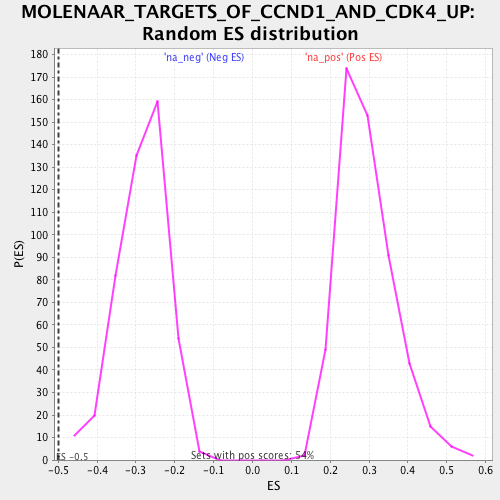 MOLENAAR_TARGETS_OF_CCND1_AND_CDK4_UP:
Random ES distribution
'na_neg' (Neg ES) 'na_pos' (Pos ES)
180
170
160
150
140
130
120
110
100
90
80
70
60
50
40
30
20
10
0
P(ES)
ES -0.5
Sets with pos scores: 54%
-0.5 -0.4 -0.3 -0.2 -0.1 0.0 0.1 0.2 0.3 0.4 0.5 0.6
ES